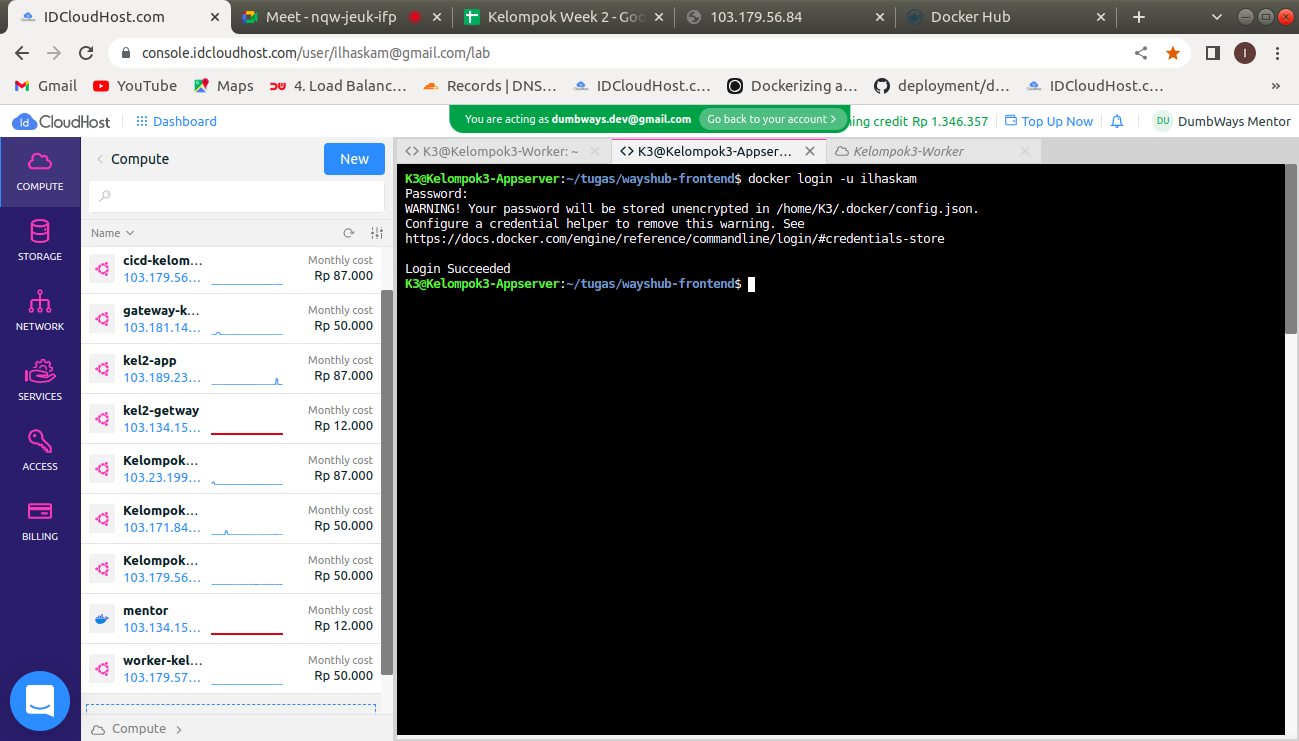 IDCloudHost.com
Meet - nqw-jeuk-ifp
Kelompok Week 2 - Goo
103.179.56.84
Docker Hub
console.idcloudhost.com/user/ilhaskam@gmail.com/lab
I
Gmail
YouTube
Maps
4. Load Balanc...
Records | DNS...
IDCloudHost.c...
Dockerizing a...
deployment/d...
IDCloudHost.c...
»
Id CloudHost
Dashboard
You are acting as dumbways.dev@gmail.com
Go back to your account >
ing credit Rp 1.346.357
Top Up Now
DU
DumbWays Mentor
COMPUTE
STORAGE
NETWORK
SERVICES
ACCESS
BILLING
Compute
New
Name
cicd-kelom...
Monthly cost
103.179.56...
Rp 87.000
gateway-k...
Monthly cost
103.181.14...
Rp 50.000
kel2-app
Monthly cost
103.189.23...
Rp 87.000
kel2-getway
Monthly cost
103.134.15...
Rp 12.000
Kelompok...
Monthly cost
103.23.199...
Rp 87.000
Kelompok...
Monthly cost
103.171.84...
Rp 50.000
Kelompok...
Monthly cost
103.179.56...
Rp 50.000
mentor
Monthly cost
103.134.15...
Rp 12.000
worker-kel...
Monthly cost
103.179.57...
Rp 50.000
Compute >
<> K3@Kelompok3-Worker: ~
<> K3@Kelompok3-Appser...
Kelompok3-Worker
K3@Kelompok3-Appserver:~/tugas/wayshub-frontend$ docker login -u ilhaskam
Password:
WARNING! Your password will be stored unencrypted in /home/K3/.docker/config.json.
Configure a credential helper to remove this warning. See
https://docs.docker.com/engine/reference/commandline/login/#credentials-store
Login Succeeded
K3@Kelompok3-Appserver:~/tugas/wayshub-frontend$